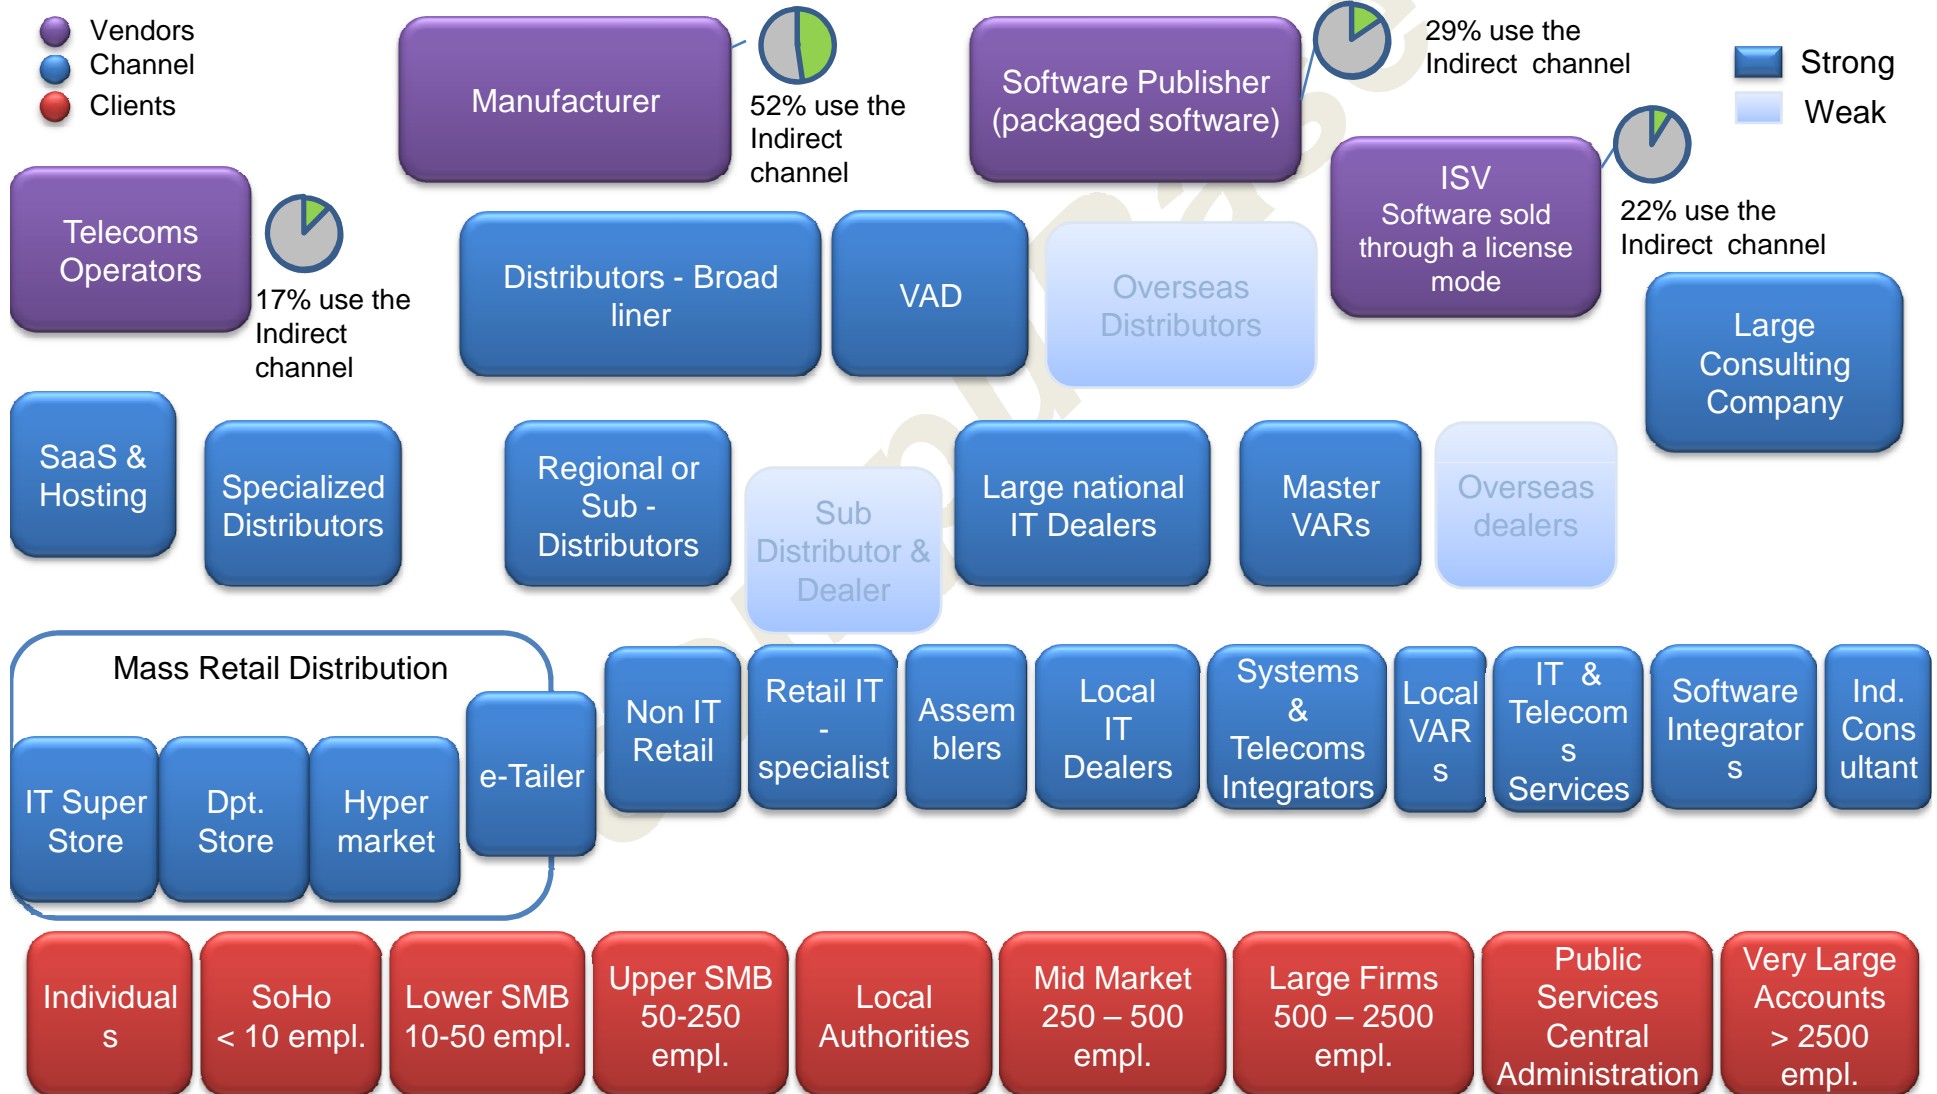 Vendors
Channel
Clients
Manufacturer
52% use the
Indirect
channel
Software Publisher
(packaged software)
29% use the
Indirect channel
Strong
Weak
Telecoms
Operators
17% use the
Indirect
channel
Distributors - Broad
liner
VAD
Overseas
Distributors
ISV
Software sold
through a license
mode
22% use the
Indirect channel
Large
Consulting
Company
SaaS &
Hosting
Specialized
Distributors
Regional or
Sub -
Distributors
Sub
Distributor &
Dealer
Large national
IT Dealers
Master
VARs
Overseas
dealers
Mass Retail Distribution
IT Super
Store
Dpt.
Store
Hyper
market
e-Tailer
Non IT
Retail
Retail IT
-
specialist
Assem
blers
Local
IT
Dealers
Systems
&
Telecoms
Integrators
Local
VAR
s
IT &
Telecom
s
Services
Software
Integrator
s
Ind.
Cons
ultant
Individual
s
SoHo
< 10 empl.
Lower SMB
10-50 empl.
Upper SMB
50-250
empl.
Local
Authorities
Mid Market
250 – 500
empl.
Large Firms
500 – 2500
empl.
Public
Services
Central
Administration
Very Large
Accounts
> 2500
empl.